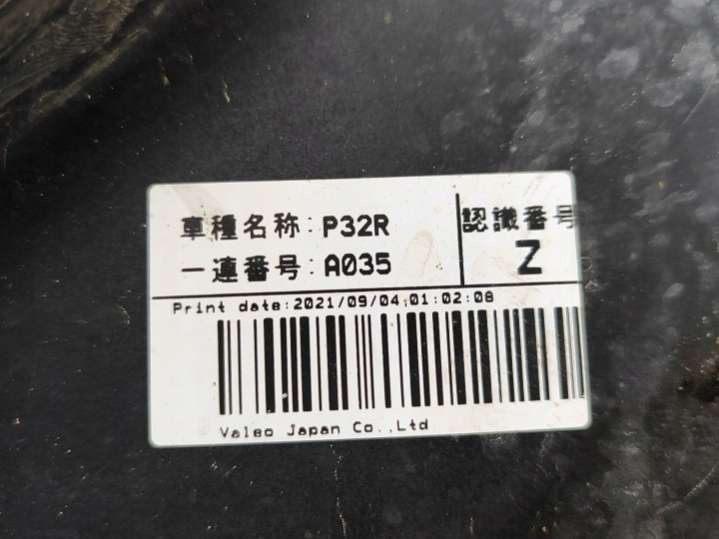 車種名称:P32R
認識番号
一連番号:A035
Z
Print date:2021/09/04 01:02:08
Valeo Japan Co.,Ltd